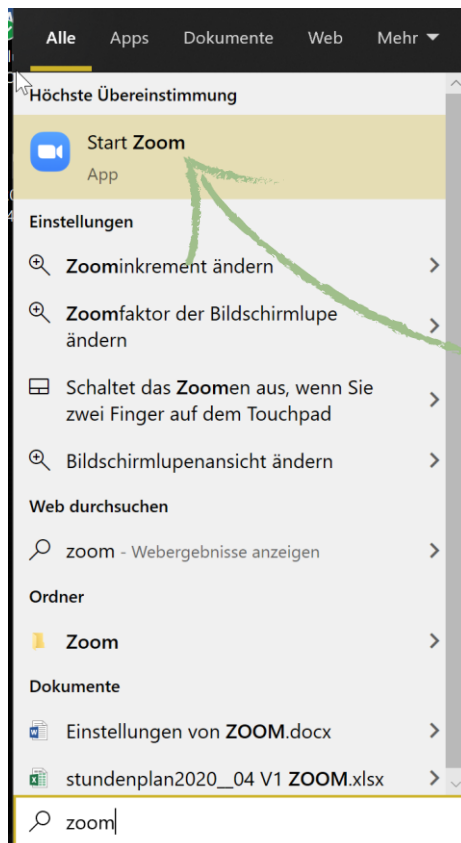 Alle Apps Dokumente Web Mehr
Höchste Übereinstimmung
Start Zoom
App
Einstellungen
Zoominkrement ändern
Zoomfaktor der Bildschirmlupe
ändern
Schaltet das Zoomen aus, wenn Sie
zwei Finger auf dem Touchpad
Bildschirmlupenansicht ändern
Web durchsuchen
zoom - Webergebnisse anzeigen
Ordner
Zoom
Dokumente
Einstellungen von ZOOM.docx
stundenplan2020__04 V1 ZOOM.xlsx
zoom